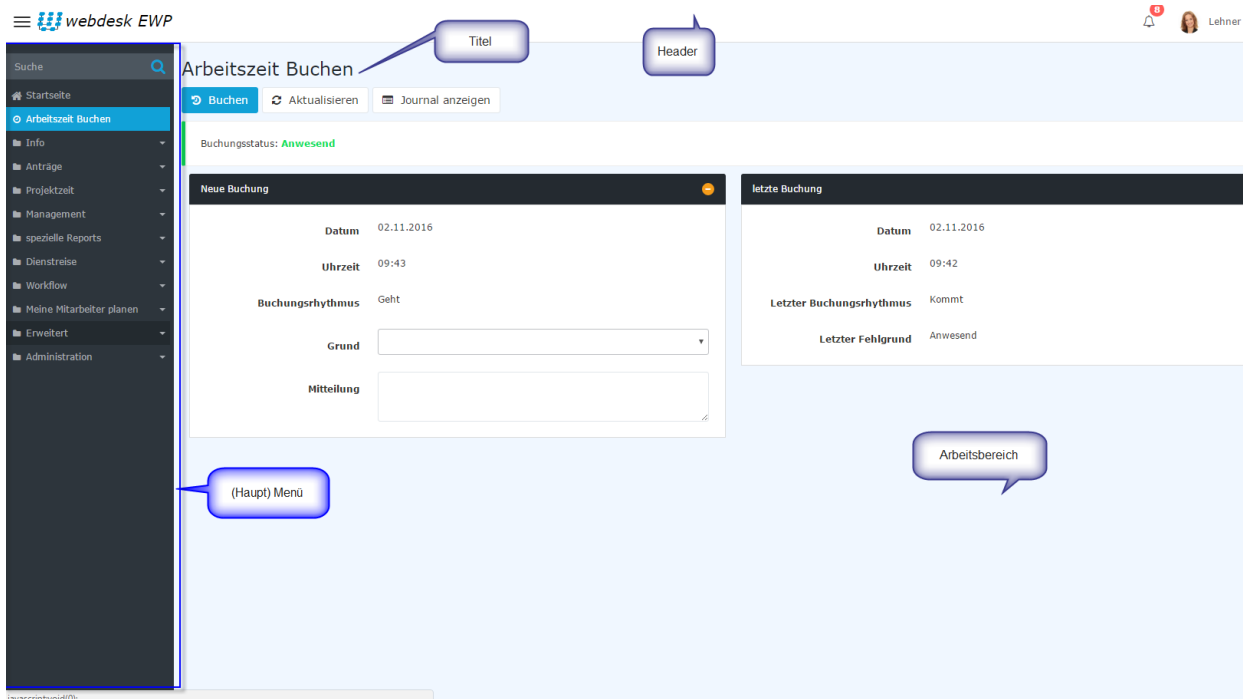 webdesk EWP
Titel
Header
8
Lehner
Suche
Startseite
Arbeitszeit Buchen
Info
Anträge
Projektzeit
Management
spezielle Reports
Dienstreise
Workflow
Meine Mitarbeiter planen
Erweitert
Administration
Arbeitszeit Buchen
Buchen Aktualisieren Journal anzeigen
Buchungsstatus: Anwesend
Neue Buchung
Datum 02.11.2016
Uhrzeit 09:43
Buchungsrhythmus Geht
Grund
Mitteilung
letzte Buchung
Datum 02.11.2016
Uhrzeit 09:42
Letzter Buchungsrhythmus Kommt
Letzter Fehlgrund Anwesend
Arbeitsbereich
(Haupt) Menü